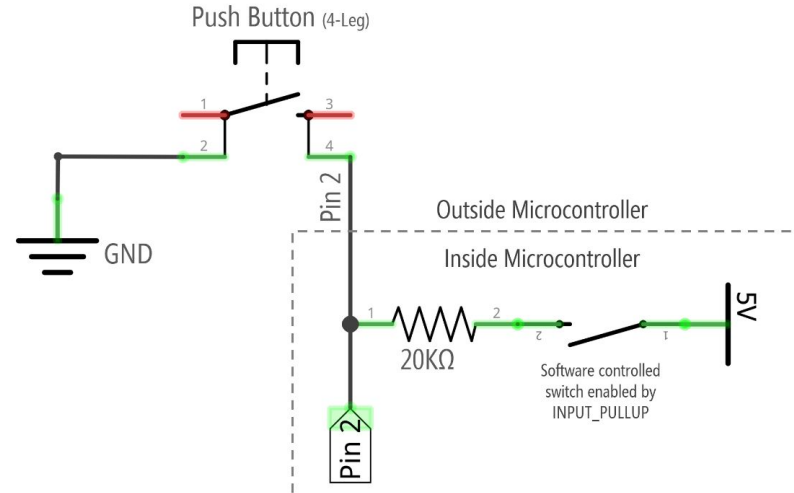 Push Button (4-Leg)
1
3
2
4
Pin 2
Outside Microcontroller
GND
Inside Microcontroller
1
2
2
1
5V
20KΩ
Software controlled
switch enabled by
INPUT_PULLUP
Pin 2